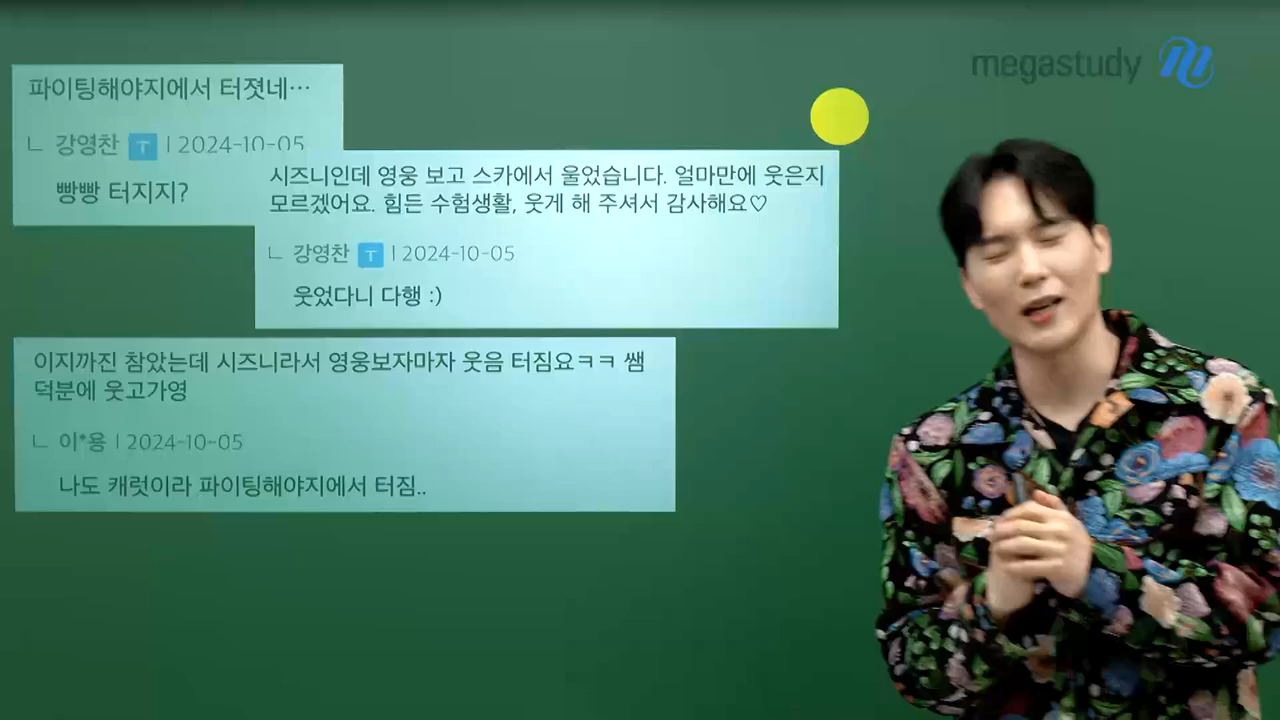 megastudy
파이팅해야지에서 터졋네…
ㄴ 강영찬 T | 2024-10-05
빵빵 터지지?
시즈니인데 영웅 보고 스카에서 울었습니다. 얼마만에 웃은지
모르겠어요. 힘든 수험생활, 웃게 해 주셔서 감사해요♡
ㄴ 강영찬 T | 2024-10-05
웃었다니 다행 :)
이지까진 참았는데 시즈니라서 영웅보자마자 웃음 터짐요ㅋㅋ 쌤
덕분에 웃고가영
ㄴ 이*용 | 2024-10-05
나도 캐럿이라 파이팅해야지에서 터짐..